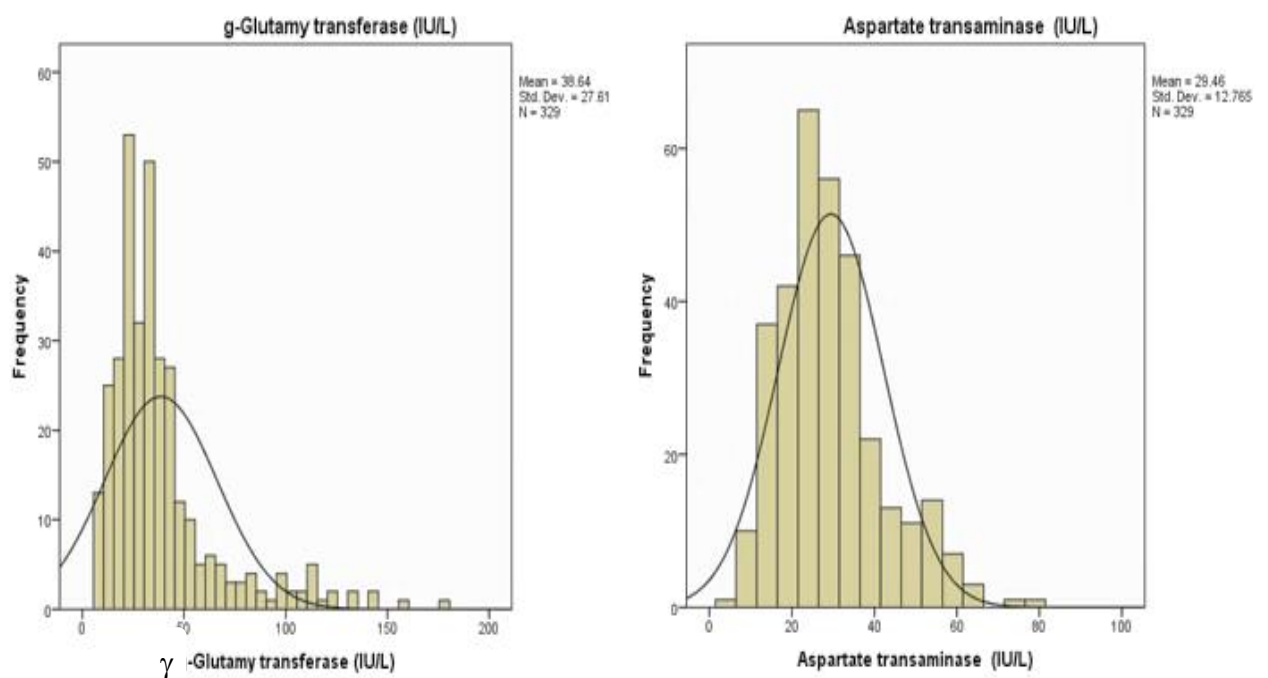 g-Glutamy transferase (IU/L)
Mean = 38.64
Std. Dev. = 27.61
N = 329
60
50
40
30
20
10
0
Frequency
0
50
100
150
200
γ -Glutamy transferase (IU/L)
Aspartate transaminase (IU/L)
Mean = 29.46
Std. Dev. = 12.765
N = 329
60
40
20
0
Frequency
0
20
40
60
80
100
Aspartate transaminase (IU/L)